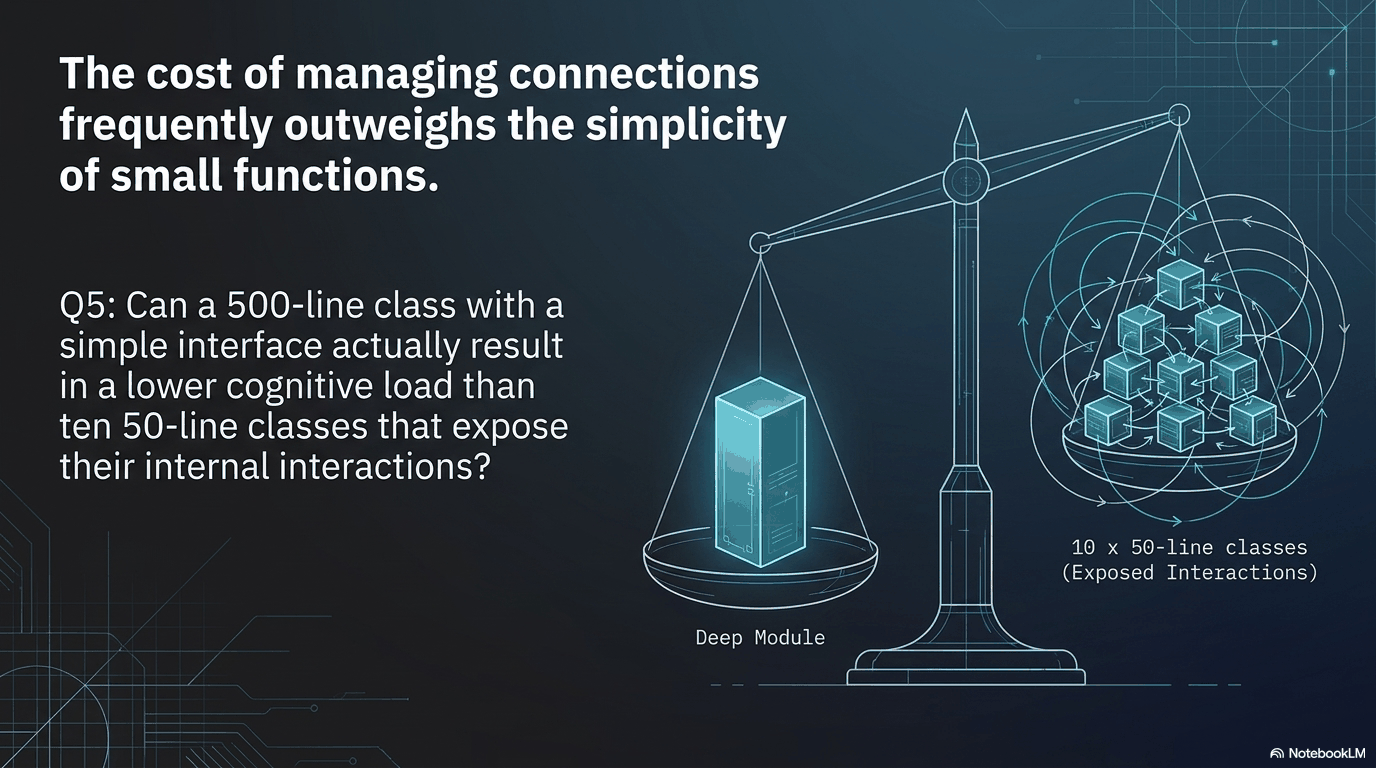 The cost of managing connections
frequently outweighs the simplicity
of small functions.
Q5: Can a 500-line class with a
simple interface actually result
in a lower cognitive load than
ten 50-line classes that expose
their internal interactions?
Deep Module
10 x 50-line classes
(Exposed Interactions)
NotebookLM